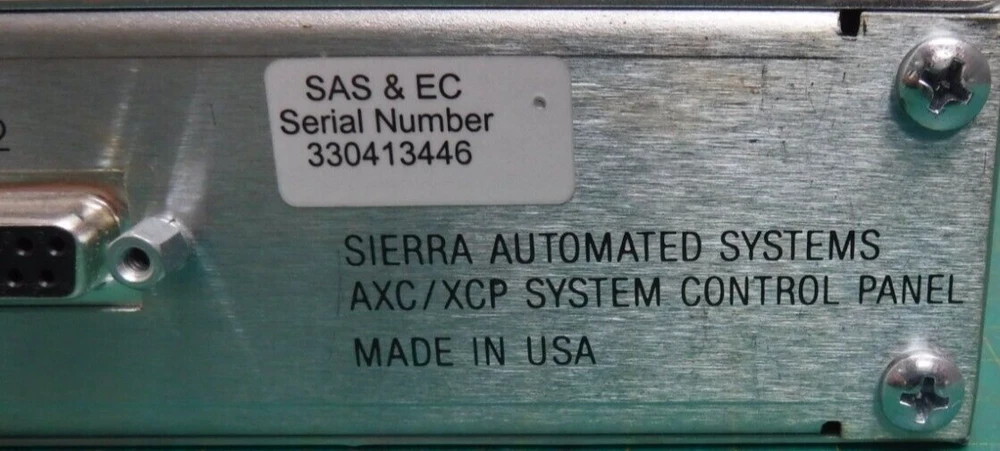 SAS & EC
Serial Number
330413446
SIERRA AUTOMATED SYSTEMS
AXC/XCP SYSTEM CONTROL PANEL
MADE IN USA